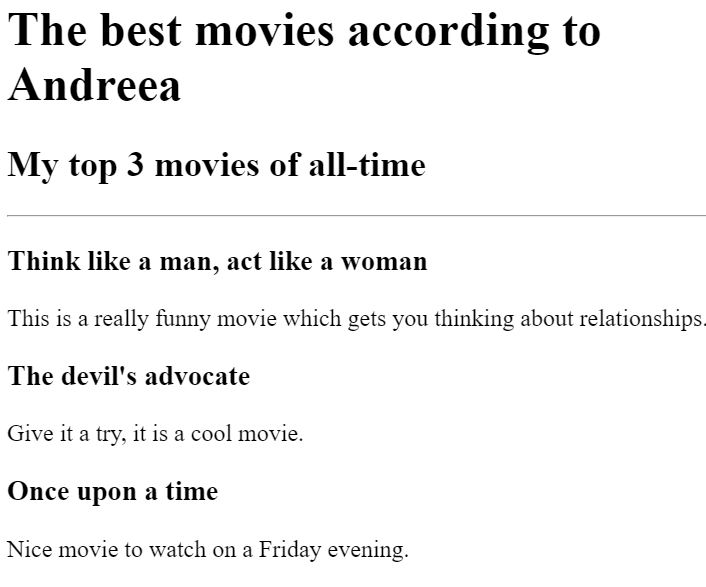 The best movies according to
Andreea
My top 3 movies of all-time
Think like a man, act like a woman
This is a really funny movie which gets you thinking about relationships.
The devil's advocate
Give it a try, it is a cool movie.
Once upon a time
Nice movie to watch on a Friday evening.